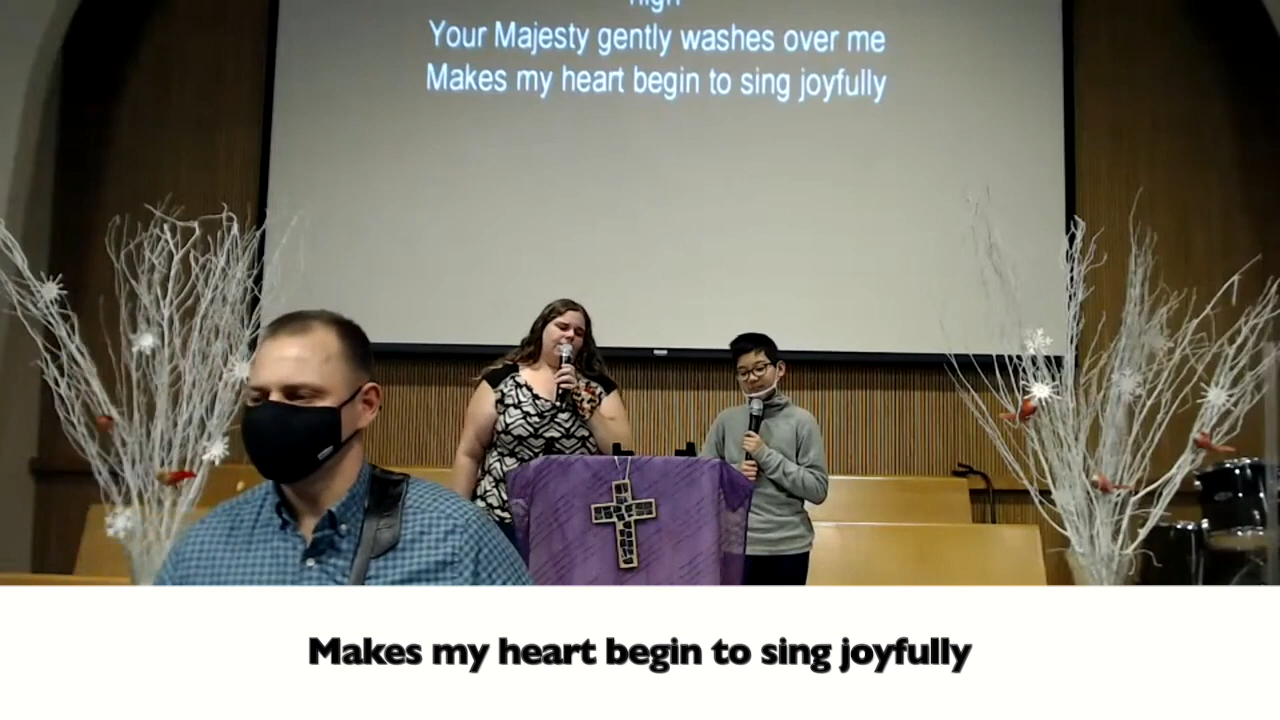 high
Your Majesty gently washes over me
Makes my heart begin to sing joyfully
Makes my heart begin to sing joyfully